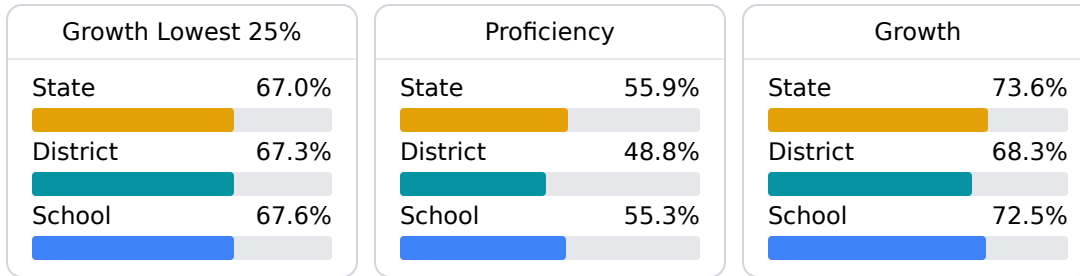 Growth Lowest 25%
State 67.0%
District 67.3%
School 67.6%
Proficiency
State 55.9%
District 48.8%
School 55.3%
Growth
State 73.6%
District 68.3%
School 72.5%